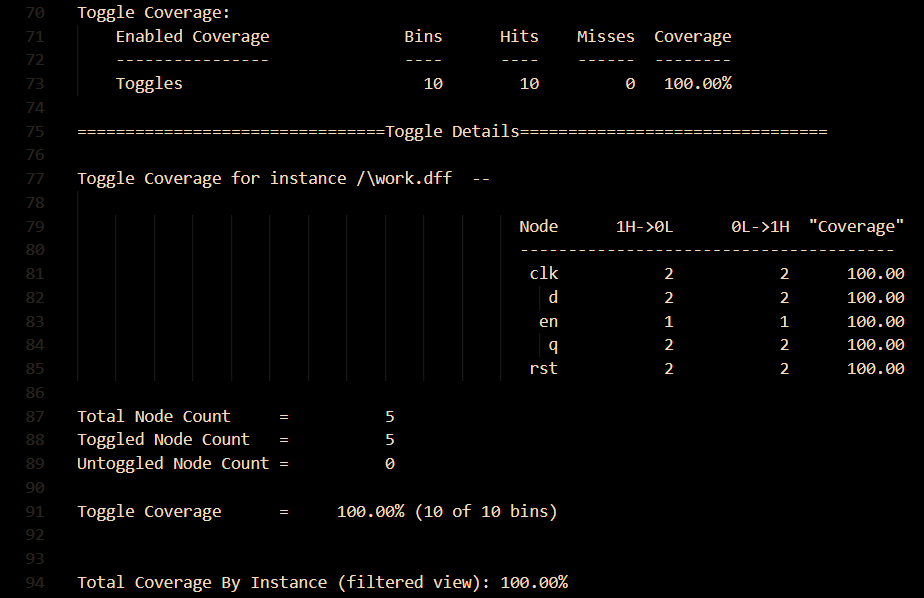 70 Toggle Coverage:
71 Enabled Coverage Bins Hits Misses Coverage
72 ---------------- ---- ---- ------ --------
73 Toggles 10 10 0 100.00%
74
75 ================================Toggle Details================================
76
77 Toggle Coverage for instance /\work.dff --
78
79 Node 1H->0L 0L->1H "Coverage"
80 ---------------------------------------
81 clk 2 2 100.00
82 d 2 2 100.00
83 en 1 1 100.00
84 q 2 2 100.00
85 rst 2 2 100.00
86
87 Total Node Count = 5
88 Toggled Node Count = 5
89 Untoggled Node Count = 0
90
91 Toggle Coverage = 100.00% (10 of 10 bins)
92
93
94 Total Coverage By Instance (filtered view): 100.00%